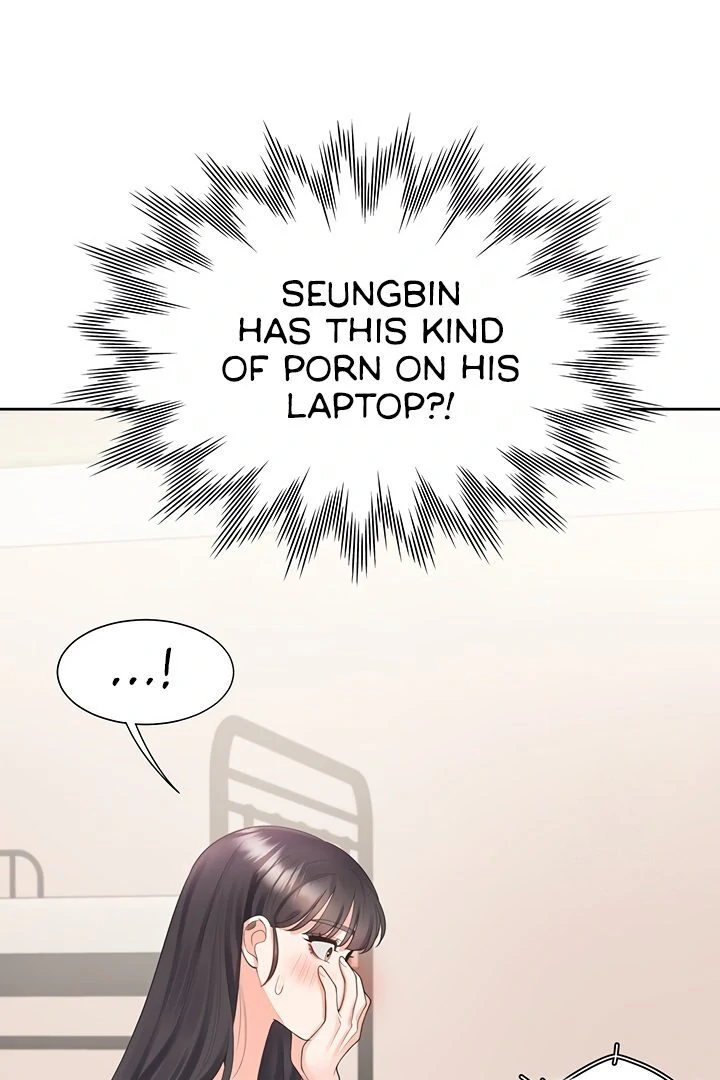 SEUNGBIN
HAS THIS KIND
OF PORN ON HIS
LAPTOP?!
...!